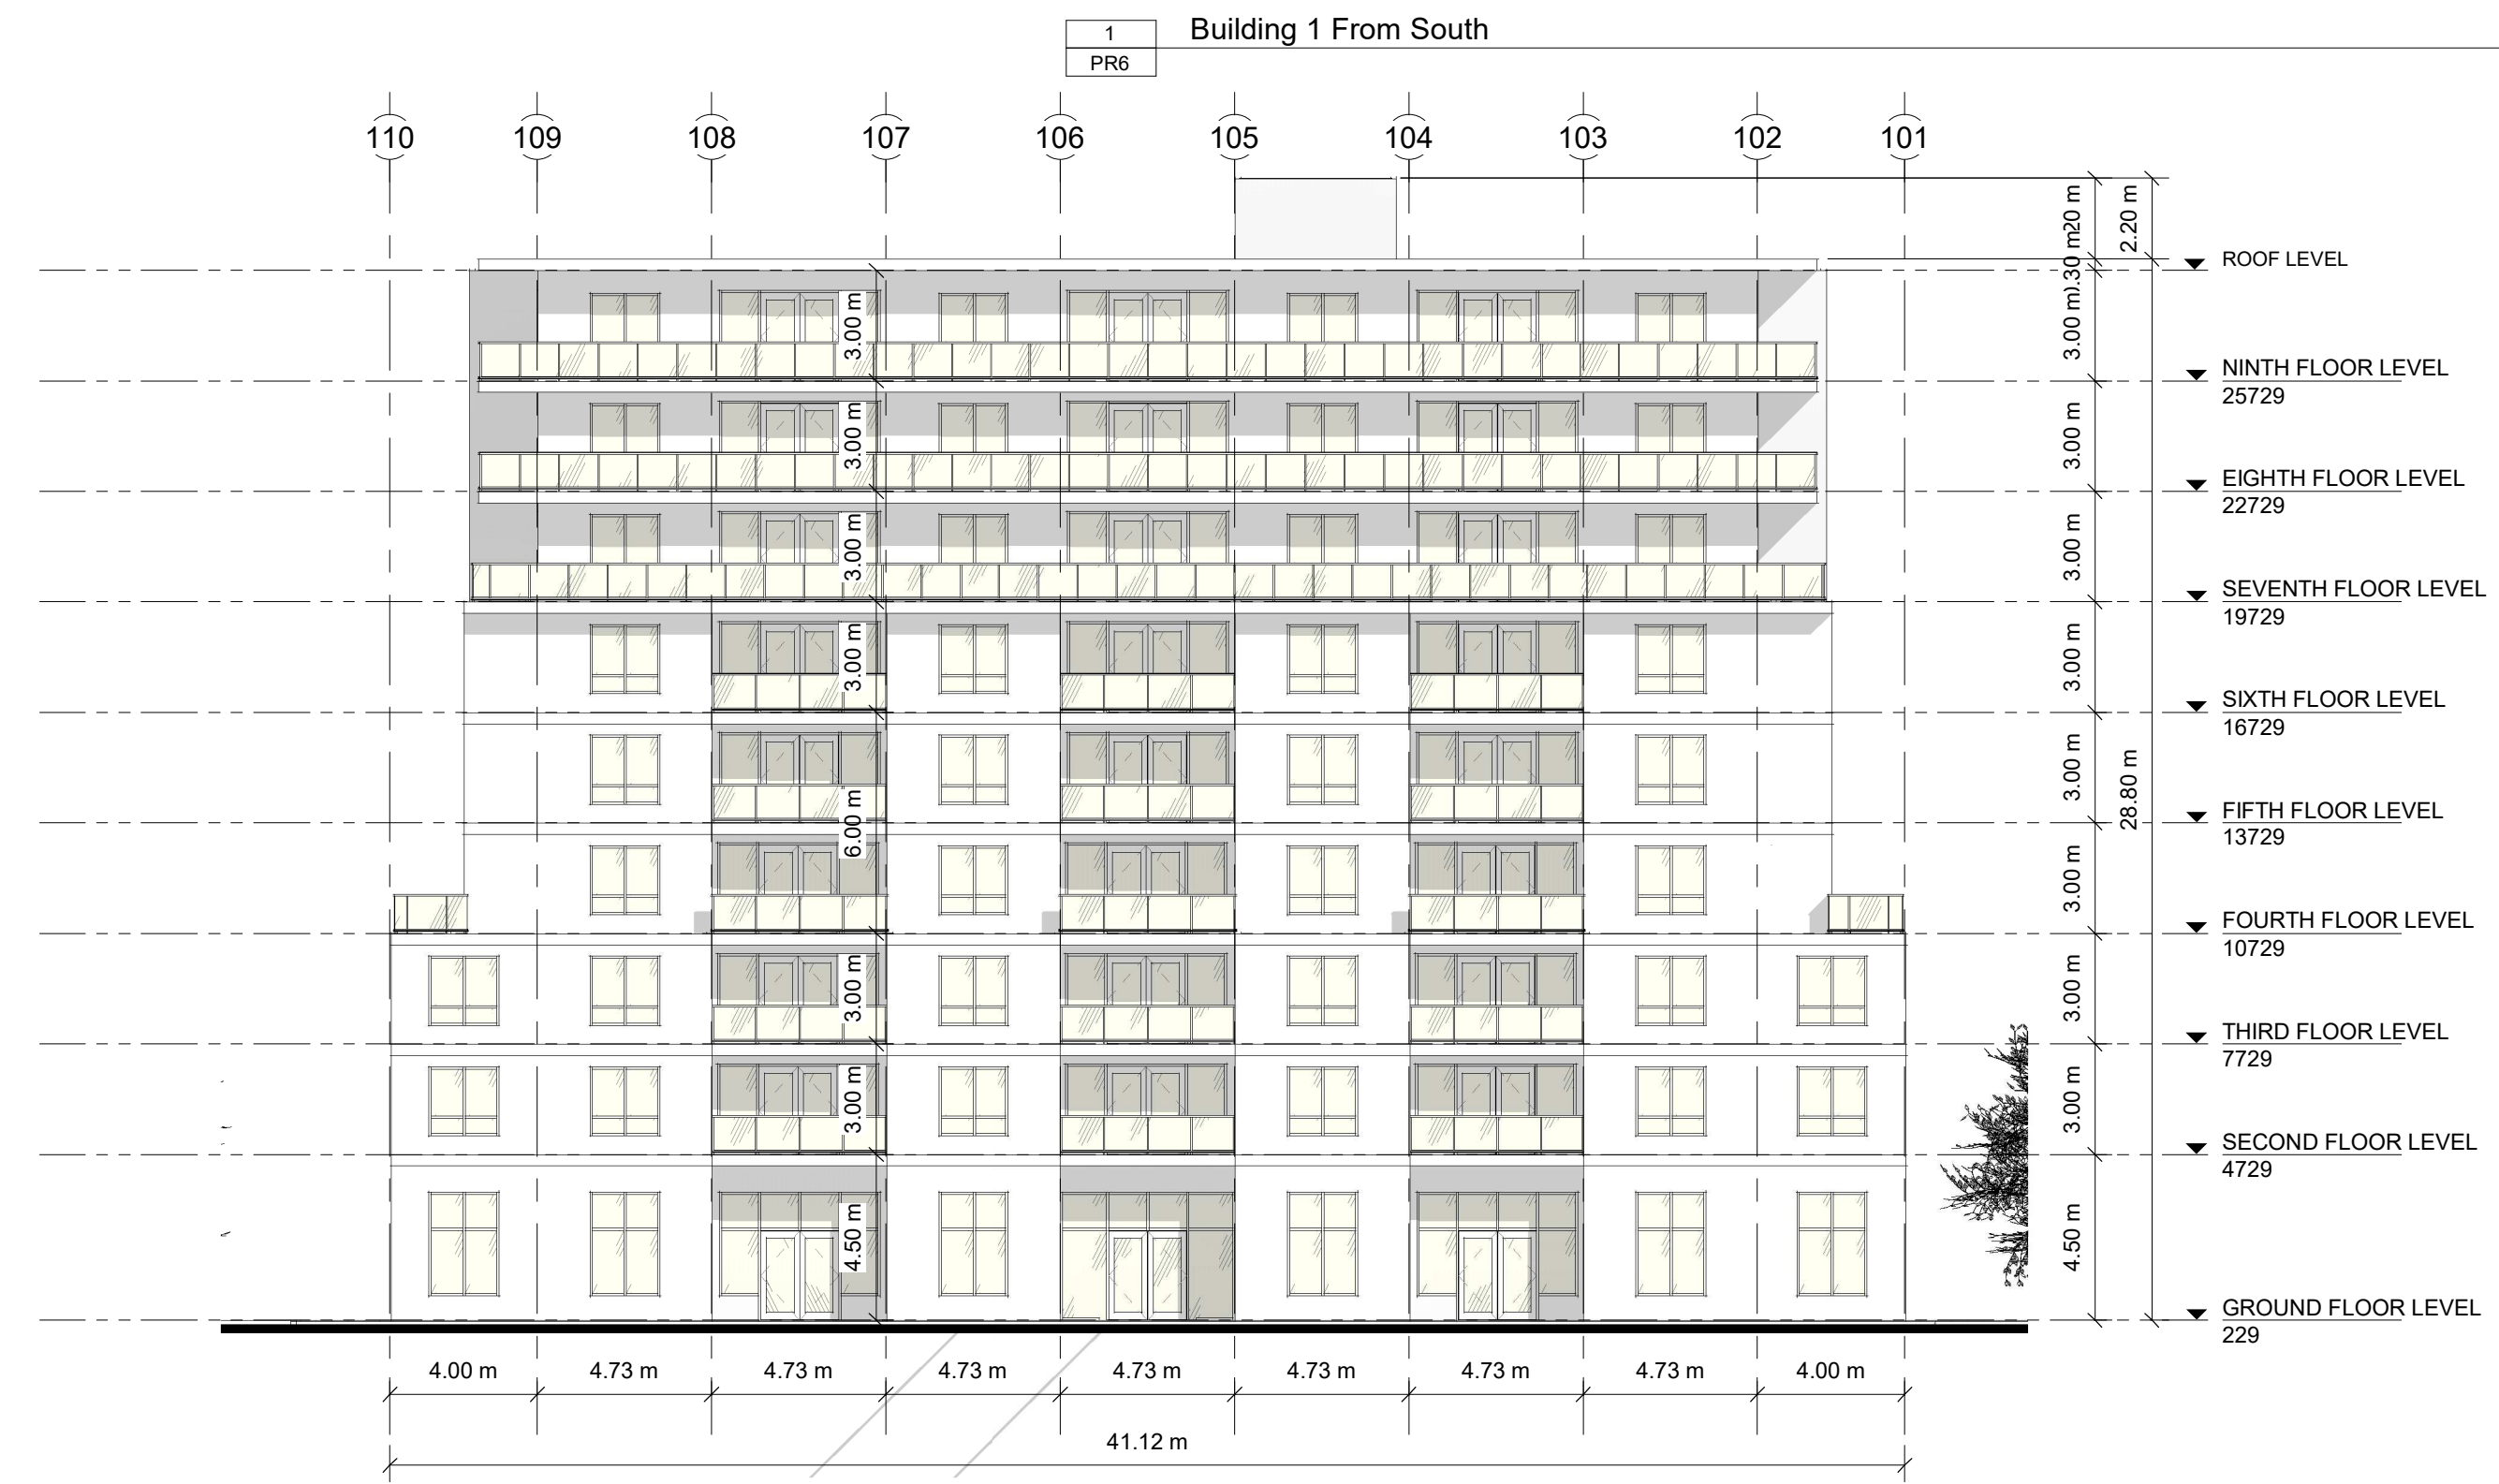 1
PR6
Building 1 From South
110 109 108 107 106 105 104 103 102 101
2.20 m
ROOF LEVEL
3.00 m
3.00 m
NINTH FLOOR LEVEL
25729
3.00 m
3.00 m
EIGHTH FLOOR LEVEL
22729
3.00 m
3.00 m
SEVENTH FLOOR LEVEL
19729
3.00 m
3.00 m
SIXTH FLOOR LEVEL
16729
3.00 m
28.80 m
6.00 m
FIFTH FLOOR LEVEL
13729
3.00 m
FOURTH FLOOR LEVEL
10729
3.00 m
3.00 m
THIRD FLOOR LEVEL
7729
3.00 m
3.00 m
SECOND FLOOR LEVEL
4729
4.50 m
4.50 m
GROUND FLOOR LEVEL
229
4.00 m 4.73 m 4.73 m 4.73 m 4.73 m 4.73 m 4.73 m 4.73 m 4.00 m
41.12 m